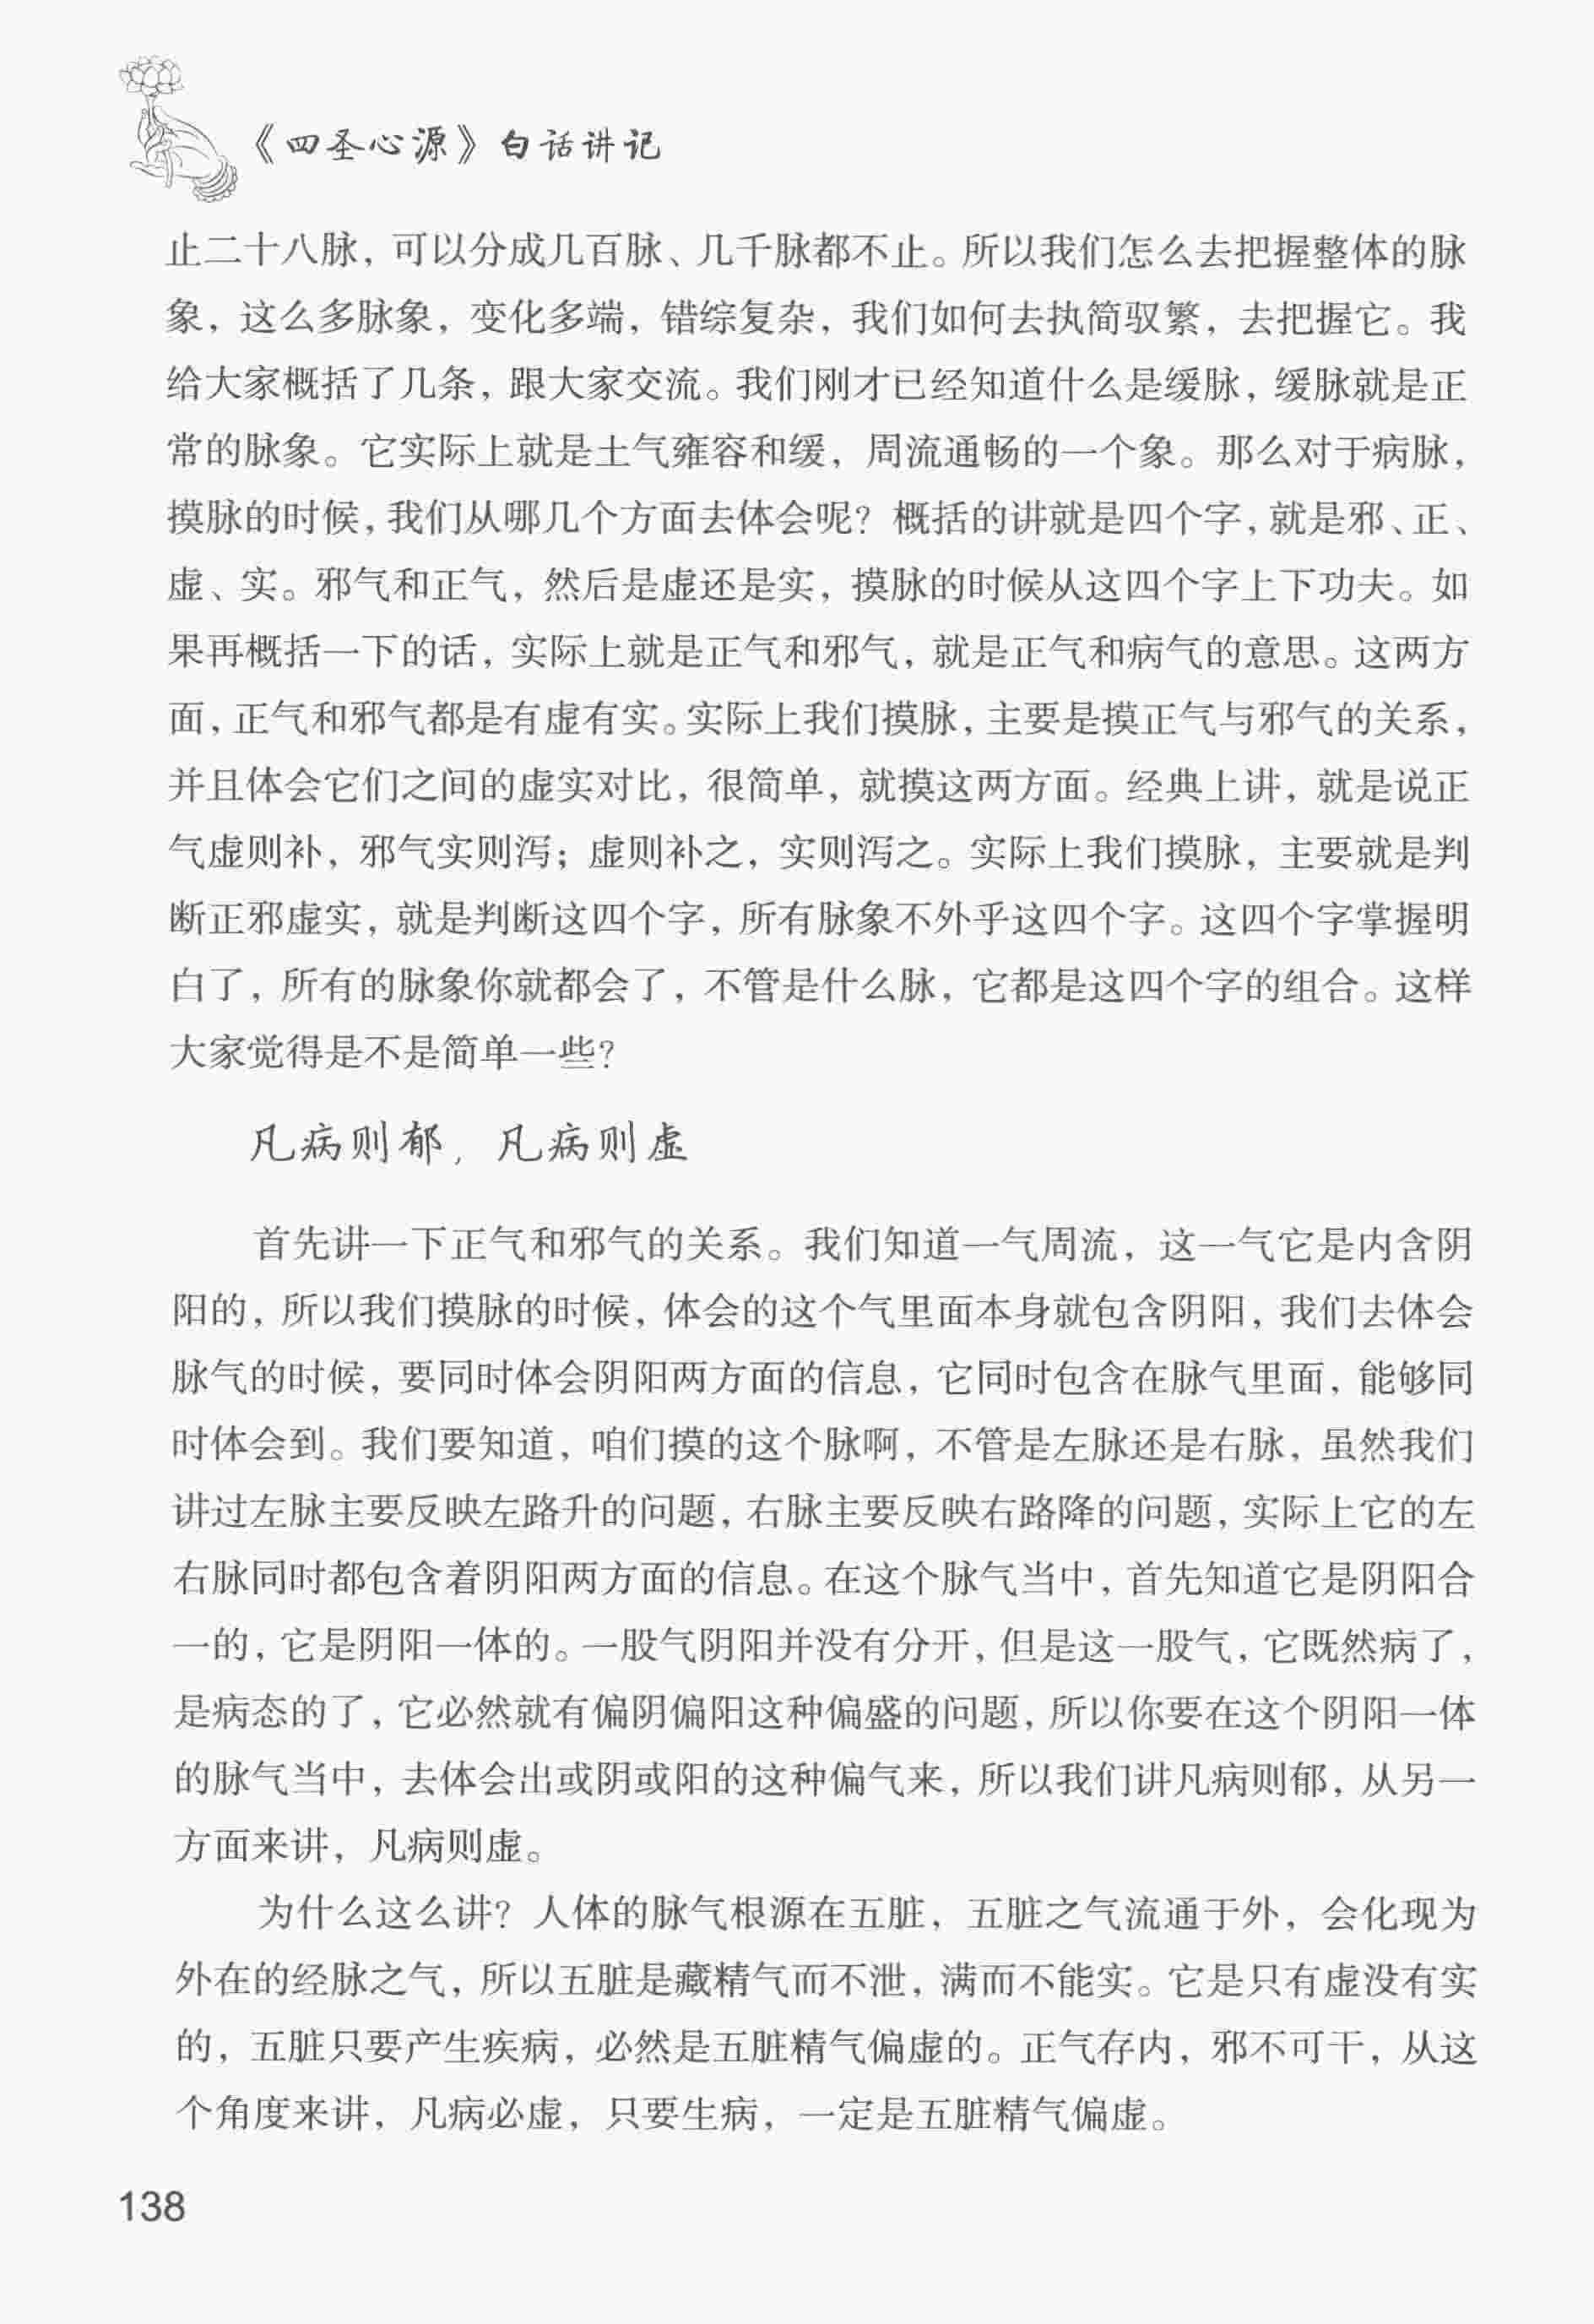 《四圣心源》白话讲记
止二十八脉，可以分成几百脉、几千脉都不止。所以我们怎么去把握整体的脉
象，这么多脉象，变化多端，错综复杂，我们如何去执简驭繁，去把握它。我
给大家概括了几条，跟大家交流。我们刚才已经知道什么是缓脉，缓脉就是正
常的脉象。它实际上就是土气雍容和缓，周流通畅的一个象。那么对于病脉，
摸脉的时候，我们从哪几个方面去体会呢？概括的讲就是四个字，就是邪、正、
虚、实。邪气和正气，然后是虚还是实，摸脉的时候从这四个字上下功夫。如
果再概括一下的话，实际上就是正气和邪气，就是正气和病气的意思。这两方
面，正气和邪气都是有虚有实。实际上我们摸脉，主要是摸正气与邪气的关系，
并且体会它们之间的虚实对比，很简单，就摸这两方面。经典上讲，就是说正
气虚则补，邪气实则泻；虚则补之，实则泻之。实际上我们摸脉，主要就是判
断正邪虚实，就是判断这四个字，所有脉象不外乎这四个字。这四个字掌握明
白了，所有的脉象你就都会了，不管是什么脉，它都是这四个字的组合。这样
大家觉得是不是简单一些？
凡病则郁，凡病则虚
首先讲一下正气和邪气的关系。我们知道一气周流，这一气它是内含阴
阳的，所以我们摸脉的时候，体会的这个气里面本身就包含阴阳，我们去体会
脉气的时候，要同时体会阴阳两方面的信息，它同时包含在脉气里面，能够同
时体会到。我们要知道，咱们摸的这个脉啊，不管是左脉还是右脉，虽然我们
讲过左脉主要反映左路升的问题，右脉主要反映右路降的问题，实际上它的左
右脉同时都包含着阴阳两方面的信息。在这个脉气当中，首先知道它是阴阳合
一的，它是阴阳一体的。一股气阴阳并没有分开，但是这一股气，它既然病了，
是病态的了，它必然就有偏阴偏阳这种偏盛的问题，所以你要在这个阴阳一体
的脉气当中，去体会出或阴或阳的这种偏气来，所以我们讲凡病则郁，从另一
方面来讲，凡病则虚。
为什么这么讲？人体的脉气根源在五脏，五脏之气流通于外，会化现为
外在的经脉之气，所以五脏是藏精气而不泄，满而不能实。它是只有虚没有实
的，五脏只要产生疾病，必然是五脏精气偏虚的。正气存内，邪不可干，从这
个角度来讲，凡病必虚，只要生病，一定是五脏精气偏虚。
138